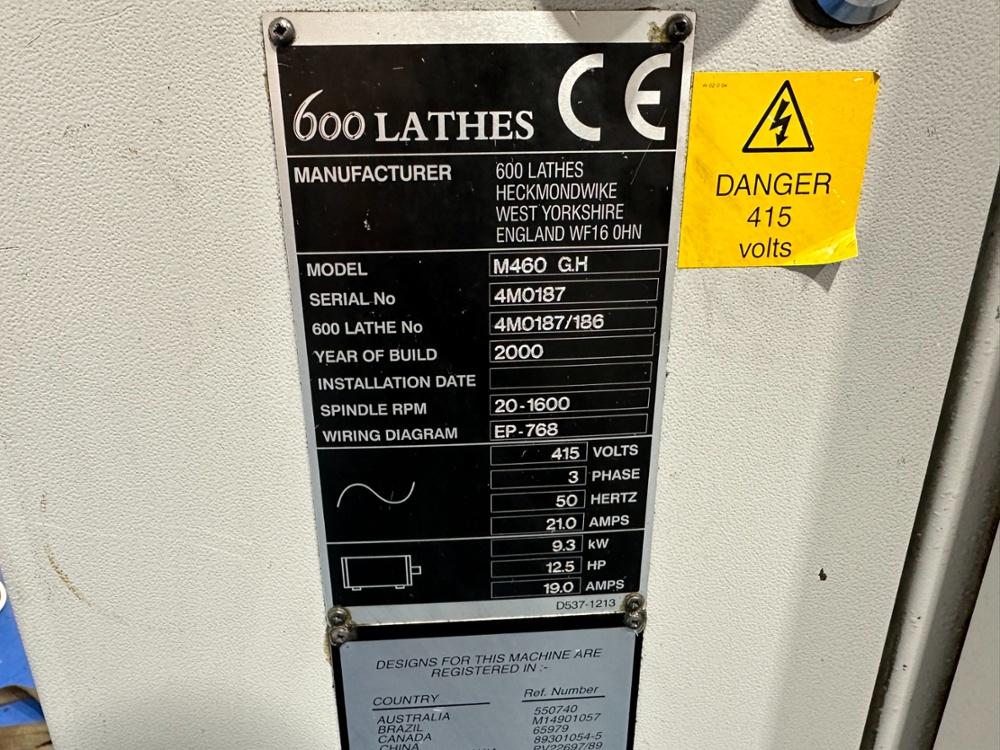 600 LATHES CE
MANUFACTURER 600 LATHES
HECKMONDWIKE
WEST YORKSHIRE
ENGLAND WF16 0HN
MODEL M460 G.H
SERIAL No 4M0187
600 LATHE No 4M0187/186
YEAR OF BUILD 2000
INSTALLATION DATE
SPINDLE RPM 20-1600
WIRING DIAGRAM EP-768
415 VOLTS
3 PHASE
50 HERTZ
21.0 AMPS
9.3 kW
12.5 HP
19.0 AMPS
D537-1213
DESIGNS FOR THIS MACHINE ARE
REGISTERED IN :-
COUNTRY Ref. Number
AUSTRALIA 550740
BRAZIL M14901057
CANADA 65979
CHINA 89301054-5
RV22697/89
DANGER
415
volts